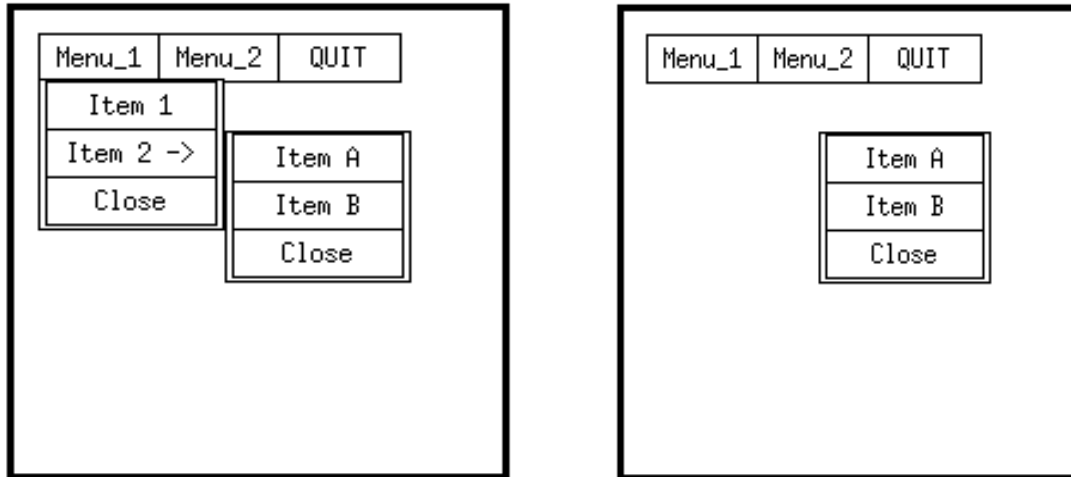 Menu_1 Menu_2 QUIT
Item 1
Item 2 ->
Close
Item A
Item B
Close
Menu_1 Menu_2 QUIT
Item A
Item B
Close